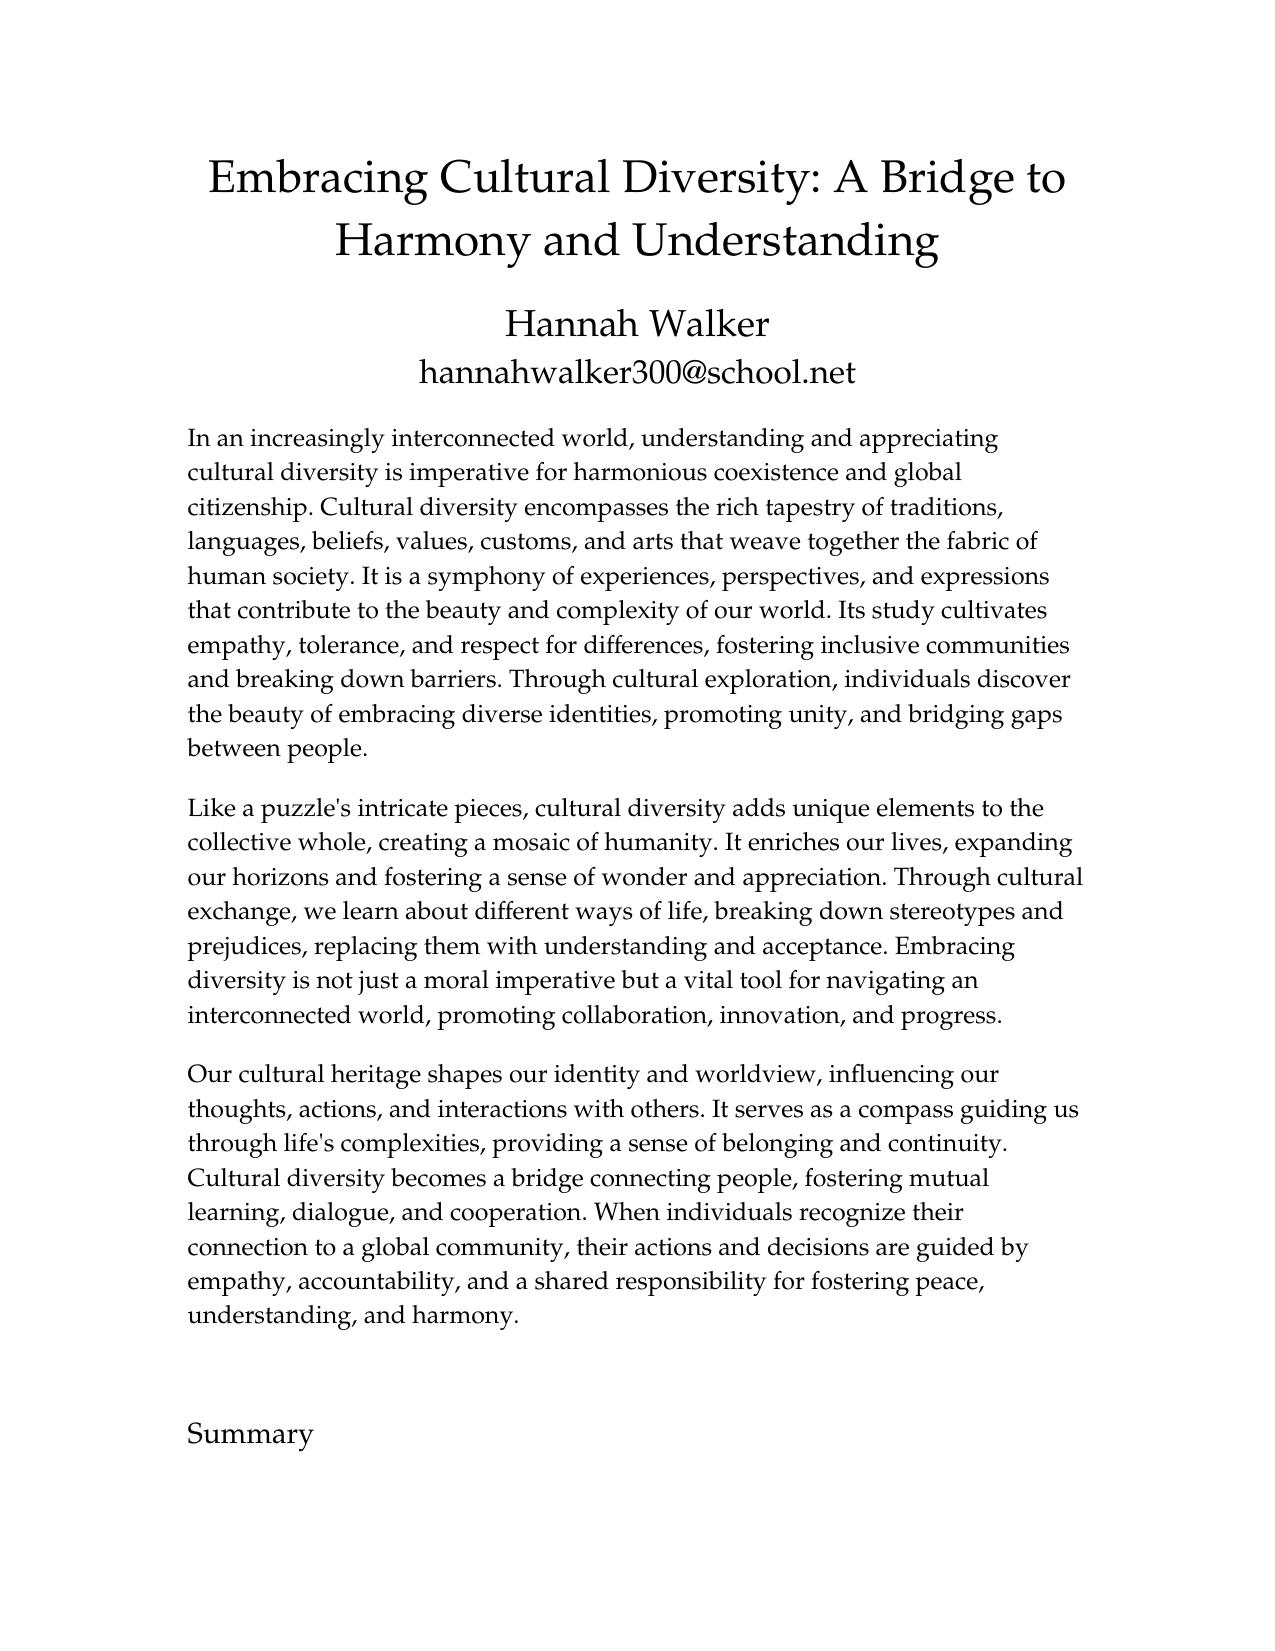 Embracing Cultural Diversity: A Bridge to
Harmony and Understanding
Hannah Walker
hannahwalker300@school.net
In an increasingly interconnected world, understanding and appreciating
cultural diversity is imperative for harmonious coexistence and global
citizenship. Cultural diversity encompasses the rich tapestry of traditions,
languages, beliefs, values, customs, and arts that weave together the fabric of
human society. It is a symphony of experiences, perspectives, and expressions
that contribute to the beauty and complexity of our world. Its study cultivates
empathy, tolerance, and respect for differences, fostering inclusive communities
and breaking down barriers. Through cultural exploration, individuals discover
the beauty of embracing diverse identities, promoting unity, and bridging gaps
between people.
Like a puzzle's intricate pieces, cultural diversity adds unique elements to the
collective whole, creating a mosaic of humanity. It enriches our lives, expanding
our horizons and fostering a sense of wonder and appreciation. Through cultural
exchange, we learn about different ways of life, breaking down stereotypes and
prejudices, replacing them with understanding and acceptance. Embracing
diversity is not just a moral imperative but a vital tool for navigating an
interconnected world, promoting collaboration, innovation, and progress.
Our cultural heritage shapes our identity and worldview, influencing our
thoughts, actions, and interactions with others. It serves as a compass guiding us
through life's complexities, providing a sense of belonging and continuity.
Cultural diversity becomes a bridge connecting people, fostering mutual
learning, dialogue, and cooperation. When individuals recognize their
connection to a global community, their actions and decisions are guided by
empathy, accountability, and a shared responsibility for fostering peace,
understanding, and harmony.
Summary